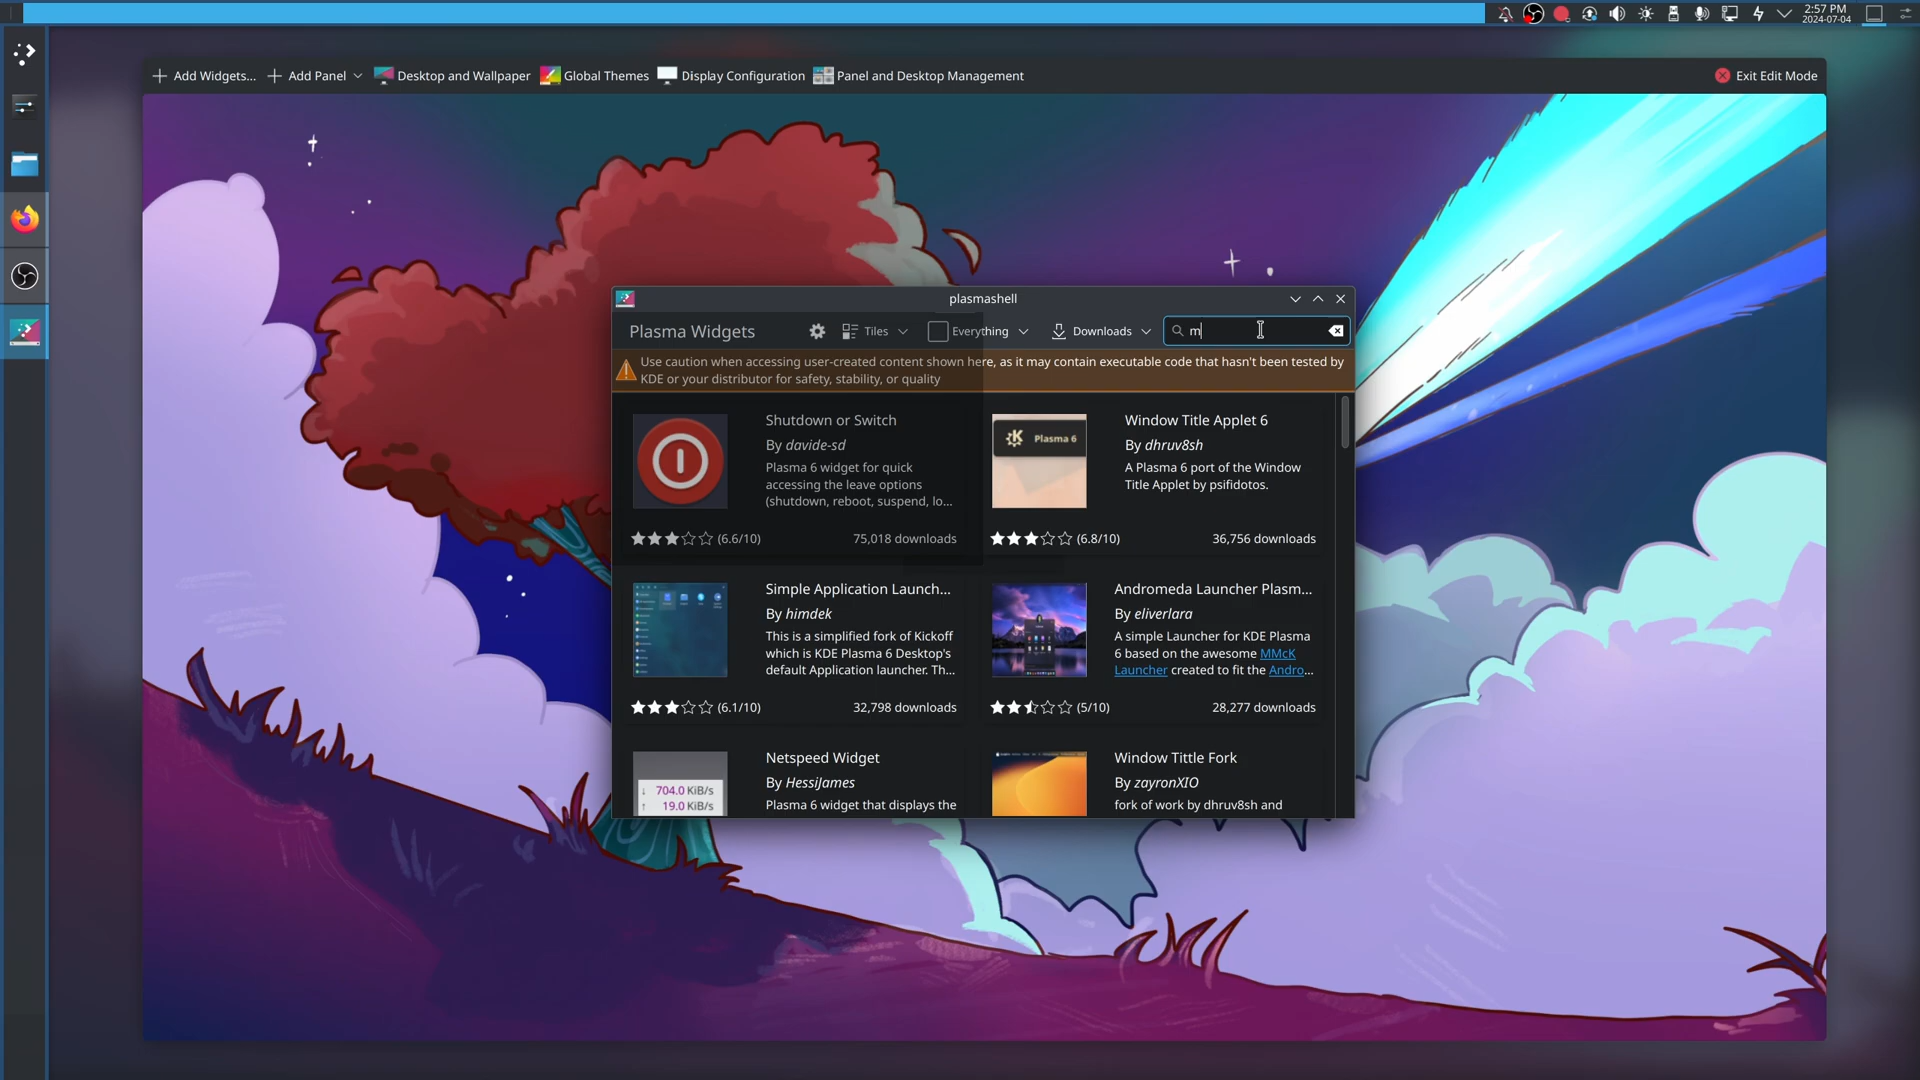 2:57 PM
2024-07-04
Add Widgets... Add Panel Desktop and Wallpaper Global Themes Display Configuration Panel and Desktop Management Exit Edit Mode
plasmashell
Plasma Widgets Tiles Everything Downloads m
Use caution when accessing user-created content shown here, as it may contain executable code that hasn't been tested by
KDE or your distributor for safety, stability, or quality
Shutdown or Switch
By davide-sd
Plasma 6 widget for quick
accessing the leave options
(shutdown, reboot, suspend, lo...
(6.6/10) 75,018 downloads
Plasma 6
Window Title Applet 6
By dhruv8sh
A Plasma 6 port of the Window
Title Applet by psifidotos.
(6.8/10) 36,756 downloads
Simple Application Launch...
By himdek
This is a simplified fork of Kickoff
which is KDE Plasma 6 Desktop's
default Application launcher. Th...
(6.1/10) 32,798 downloads
Andromeda Launcher Plasm...
By eliverlara
A simple Launcher for KDE Plasma
6 based on the awesome MMcK
Launcher created to fit the Andro...
(5/10) 28,277 downloads
↓ 704.0 KiB/s
↑ 19.0 KiB/s
Netspeed Widget
By HessiJames
Plasma 6 widget that displays the
Window Tittle Fork
By zayronXIO
fork of work by dhruv8sh and